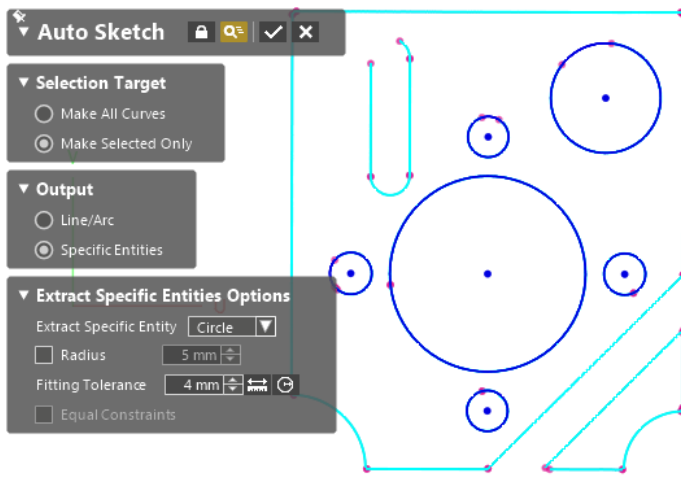 Auto Sketch
Selection Target
Make All Curves
Make Selected Only
Output
Line/Arc
Specific Entities
Extract Specific Entities Options
Extract Specific Entity Circle
Radius 5 mm
Fitting Tolerance 4 mm
Equal Constraints